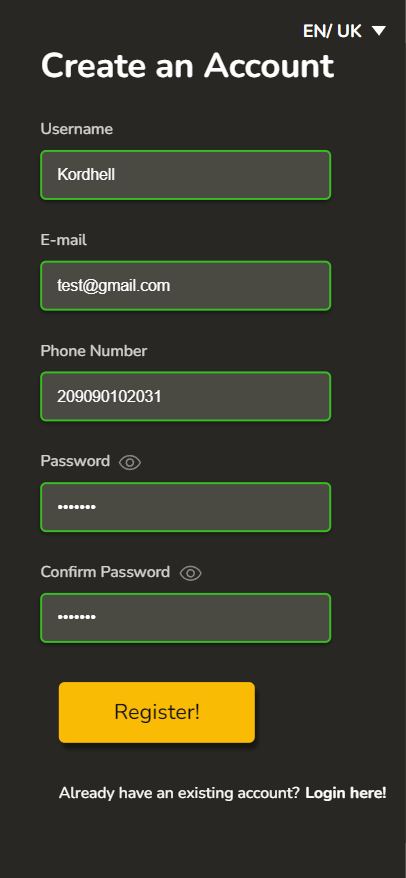 EN/ UK
Create an Account
Username
Kordhell
E-mail
test@gmail.com
Phone Number
209090102031
Password
•••••••
Confirm Password
•••••••
Register!
Already have an existing account? Login here!